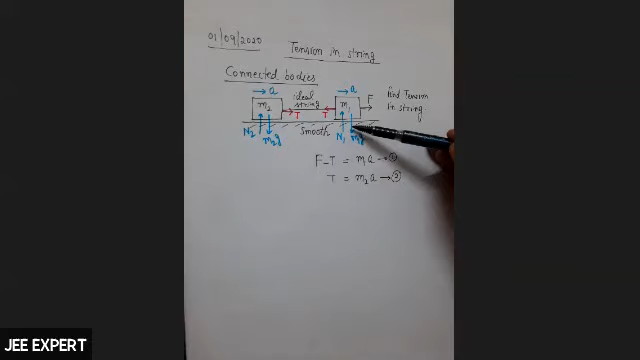 01/09/2020
Tension in string
Connected bodies
a
a
m₂
ideal string
T
T
m₁
F
Find Tension in string
N₂
m₂g
Smooth
N₁
m₁g
F-T = m₁a → ①
T = m₂a → ②
JEE EXPERT